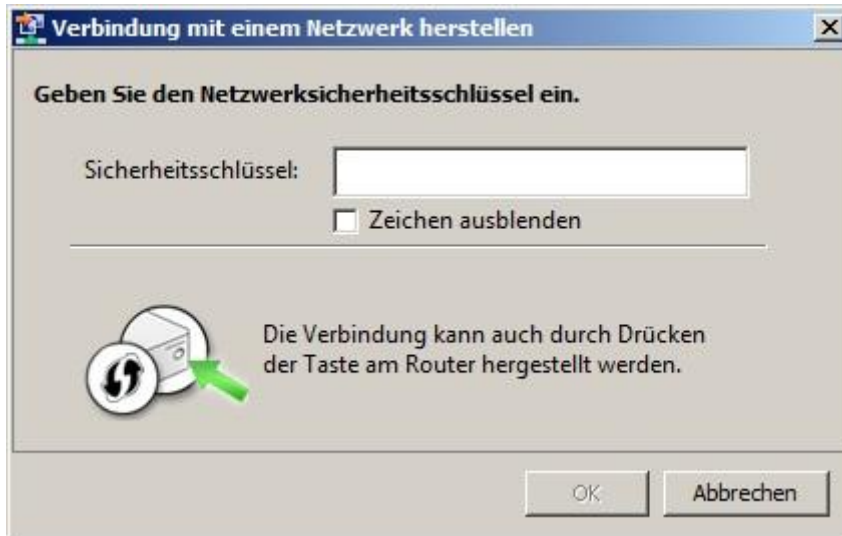 Verbindung mit einem Netzwerk herstellen
Geben Sie den Netzwerksicherheitsschlüssel ein.
Sicherheitsschlüssel:
Zeichen ausblenden
Die Verbindung kann auch durch Drücken
der Taste am Router hergestellt werden.
OK Abbrechen